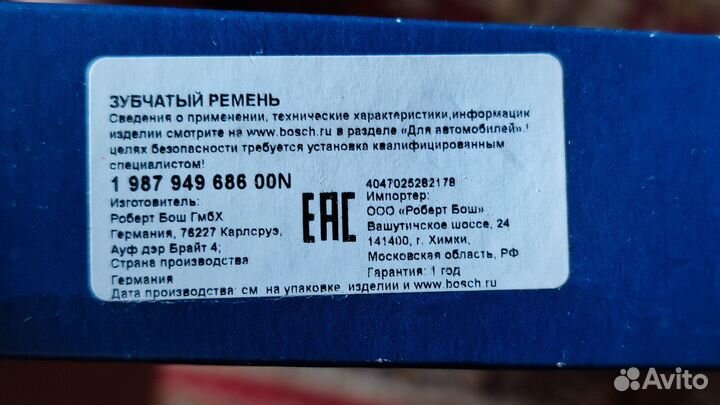 ЗУБЧАТЫЙ РЕМЕНЬ
Сведения о применении, технические характеристики,информации
изделии смотрите на www.bosch.ru в разделе «Для автомобилей».!
целях безопасности требуется установка квалифицированным
специалистом!
1 987 949 686 00N
Изготовитель:
Роберт Бош ГмбХ
Германия, 76227 Карлсруэ,
Ауф дэр Брайт 4;
Страна производства
Германия
EAC
4047025282178
Импортер:
ООО «Роберт Бош»
Вашутинское шоссе, 24
141400, г. Химки,
Московская область, РФ
Гарантия: 1 год
Дата производства: см. на упаковке, изделии и www.bosch.ru
Avito